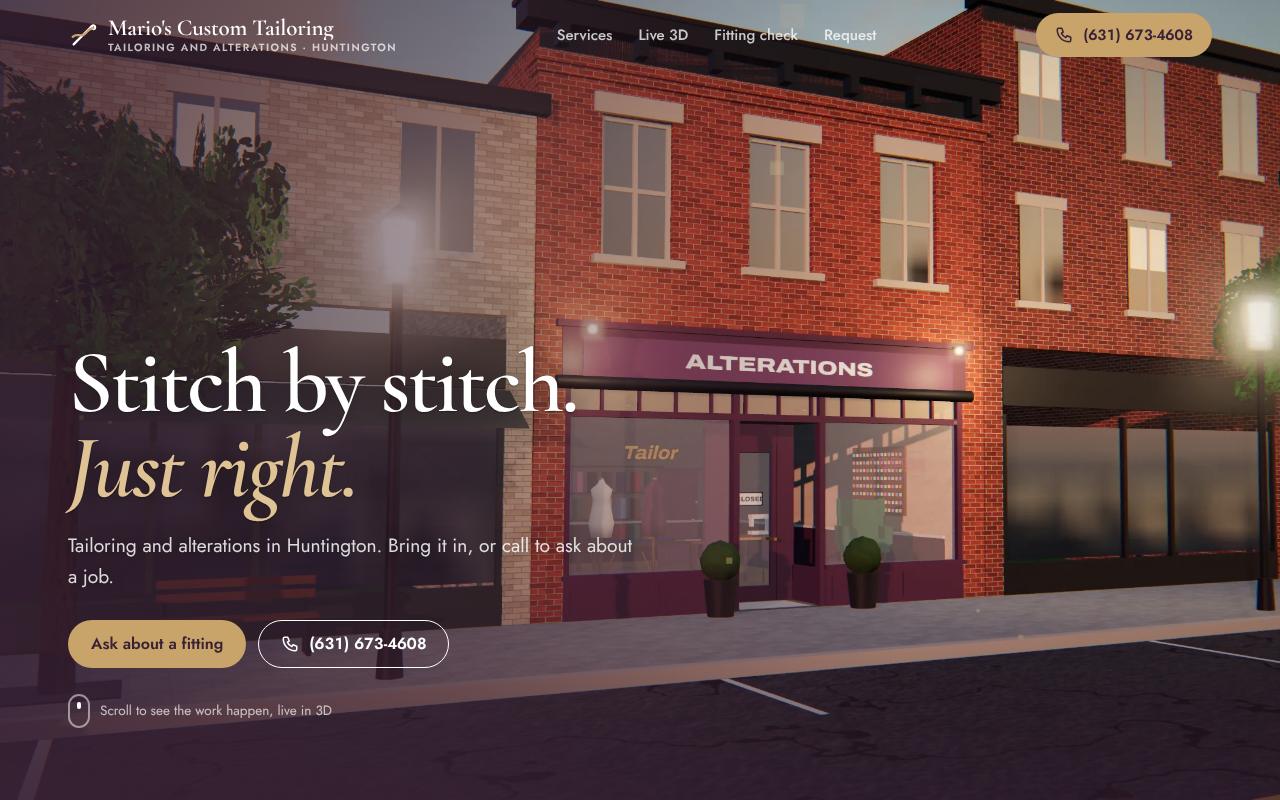 Mario's Custom Tailoring
TAILORING AND ALTERATIONS · HUNTINGTON
Services
Live 3D
Fitting check
Request
(631) 673-4608
ALTERATIONS
Tailor
Stitch by stitch.
Just right.
Tailoring and alterations in Huntington. Bring it in, or call to ask about
a job.
Ask about a fitting
(631) 673-4608
Scroll to see the work happen, live in 3D